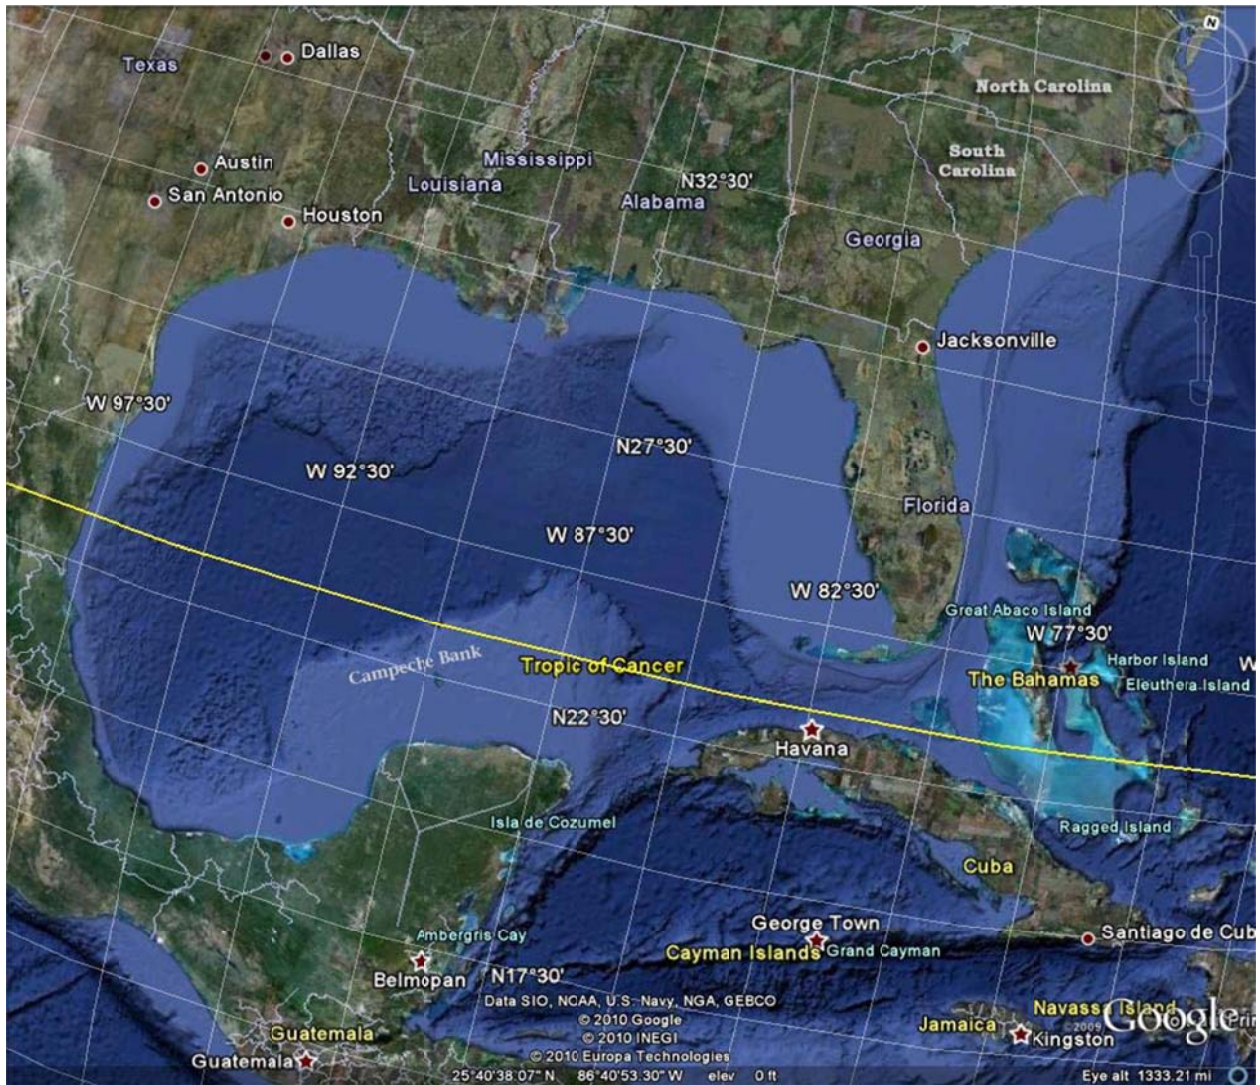 N
Dallas
Texas
North Carolina
Austin
Mississippi
South
Carolina
Louisiana
N32°30'
San Antonio
Alabama
Houston
Georgia
Jacksonville
W 97°30'
N27°30'
W 92°30'
Florida
W 87°30'
W 82°30'
Great Abaco Island
W 77°30'
Campeche Bank
Tropic of Cancer
Harbor Island
W
The Bahamas
Eleuthera Island
N22°30'
Havana
Isla de Cozumel
Ragged Island
Cuba
George Town
Ambergris Cay
Santiago de Cub
Cayman Islands
Grand Cayman
Belmopan
N17°30'
Data SIO, NOAA, U.S. Navy, NGA, GEBCO
© 2010 Google
Navassa Island
Guatemala
© 2010 INEGI
Jamaica
©2009 Google
Kingston
Guatemala
© 2010 Europa Technologies
25°40'38.07" N 86°40'53.30" W elev 0 ft
Eye alt 1333.21 mi